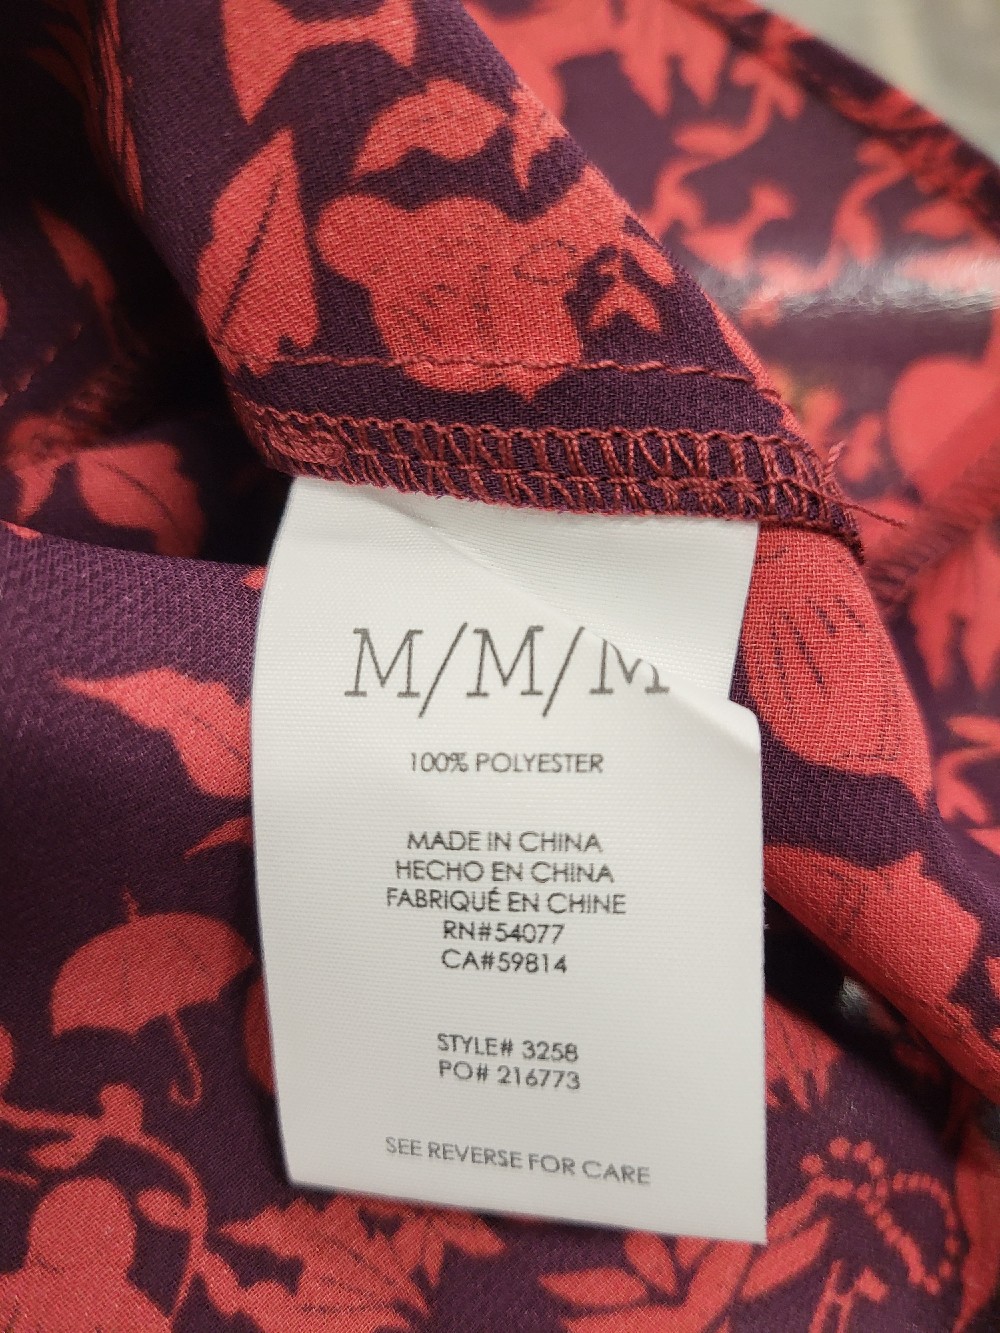 M/M/M
100% POLYESTER
MADE IN CHINA
HECHO EN CHINA
FABRIQUÉ EN CHINE
RN#54077
CA#59814
STYLE# 3258
PO# 216773
SEE REVERSE FOR CARE